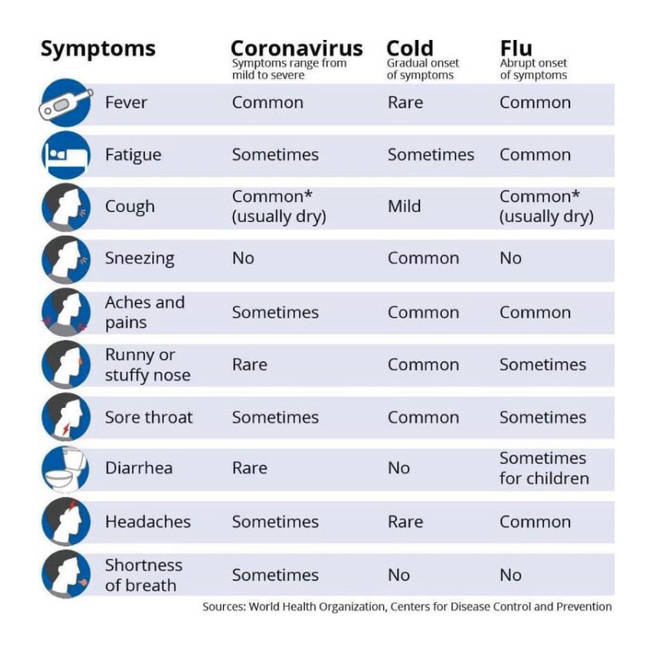 Symptoms Coronavirus Cold Flu
Symptoms range from Gradual onset Abrupt onset
mild to severe of symptoms of symptoms
Fever Common Rare Common
Fatigue Sometimes Sometimes Common
Cough Common* (usually dry) Mild Common* (usually dry)
Sneezing No Common No
Aches and pains Sometimes Common Common
Runny or stuffy nose Rare Common Sometimes
Sore throat Sometimes Common Sometimes
Diarrhea Rare No Sometimes for children
Headaches Sometimes Rare Common
Shortness of breath Sometimes No No
Sources: World Health Organization, Centers for Disease Control and Prevention